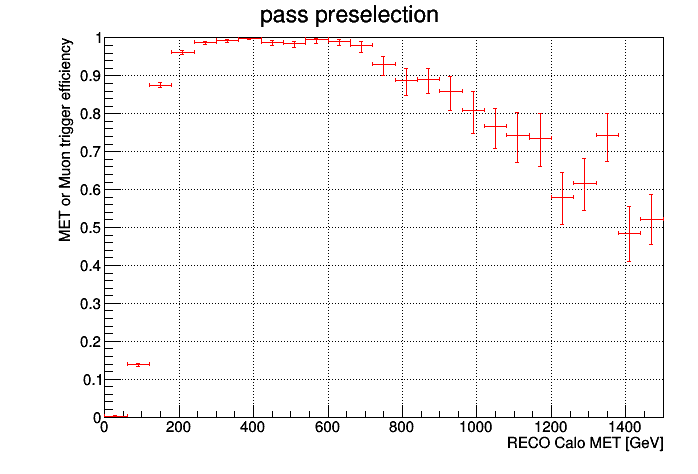 pass preselection
MET or Muon trigger efficiency
1
0.9
0.8
0.7
0.6
0.5
0.4
0.3
0.2
0.1
0
0 200 400 600 800 1000 1200 1400
RECO Calo MET [GeV]